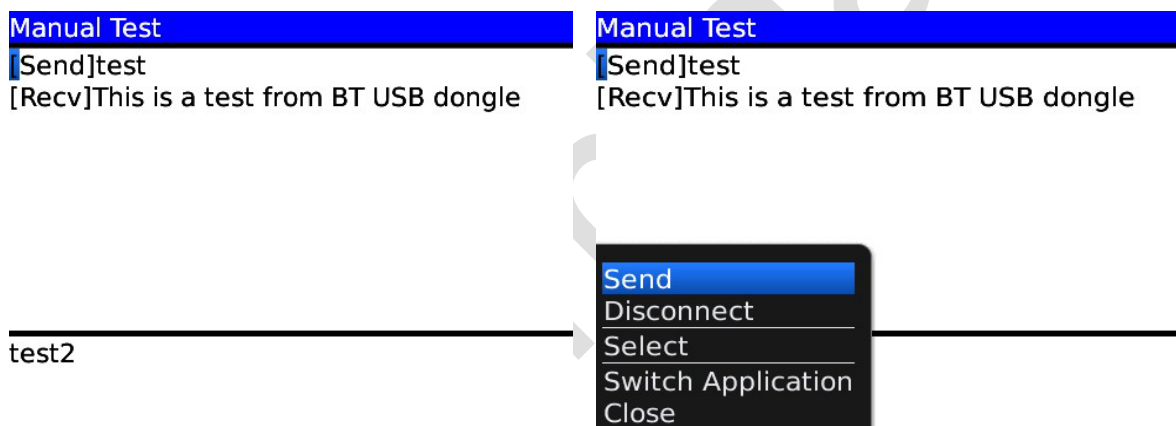 Manual Test
[Send]test
[Recv]This is a test from BT USB dongle
test2
Manual Test
[Send]test
[Recv]This is a test from BT USB dongle
Send
Disconnect
Select
Switch Application
Close